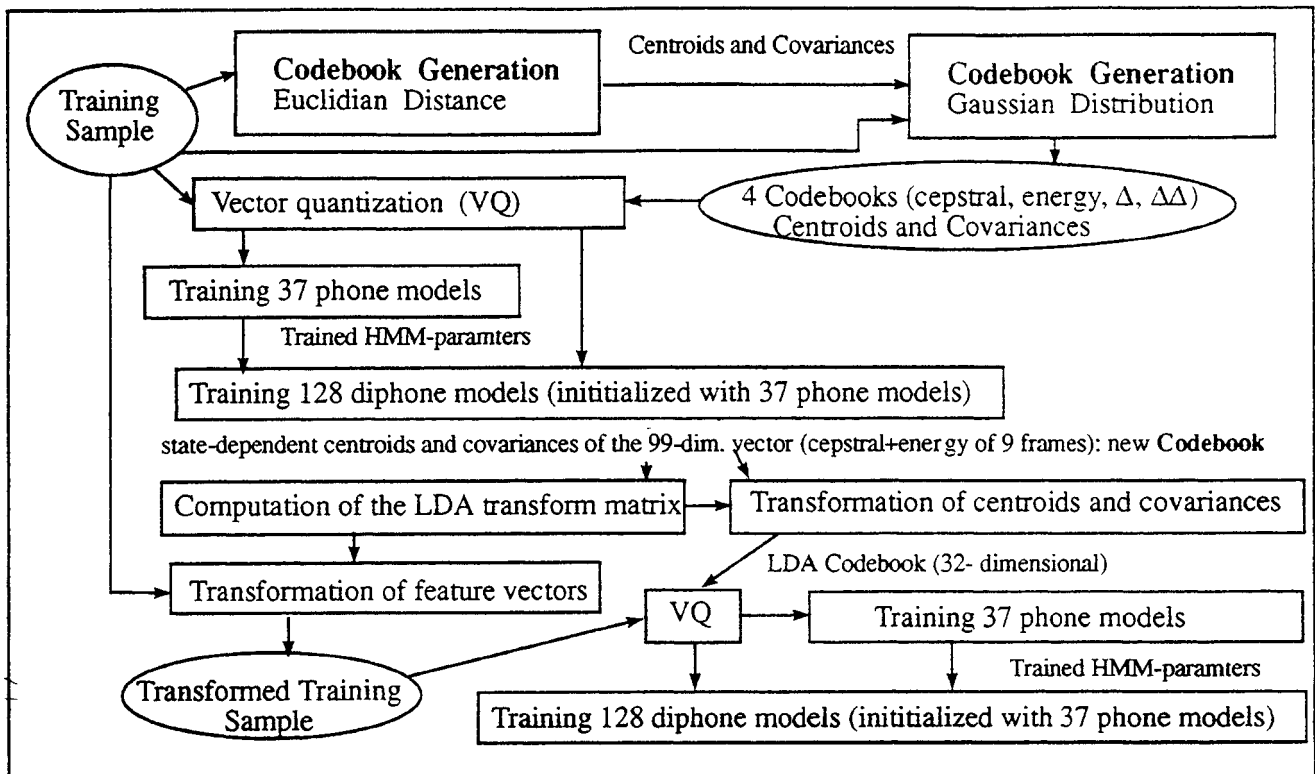 Centroids and Covariances
Codebook Generation
Euclidian Distance
Codebook Generation
Gaussian Distribution
Training
Sample
Vector quantization (VQ)
4 Codebooks (cepstral, energy, Δ, ΔΔ)
Centroids and Covariances
Training 37 phone models
Trained HMM-paramters
Training 128 diphone models (inititialized with 37 phone models)
state-dependent centroids and covariances of the 99-dim. vector (cepstral+energy of 9 frames): new Codebook
Computation of the LDA transform matrix
Transformation of centroids and covariances
LDA Codebook (32- dimensional)
Transformation of feature vectors
VQ
Training 37 phone models
Trained HMM-paramters
Transformed Training
Sample
Training 128 diphone models (inititialized with 37 phone models)